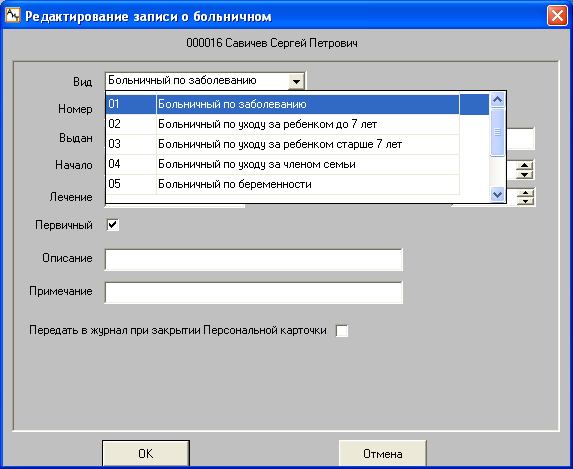 Редактирование записи о больничном
000016 Савичев Сергей Петрович
Вид Больничный по заболеванию
01 Больничный по заболеванию
Номер
02 Больничный по уходу за ребенком до 7 лет
Выдан
03 Больничный по уходу за ребенком старше 7 лет
Начало
04 Больничный по уходу за членом семьи
05 Больничный по беременности
Лечение
Первичный
Описание
Примечание
Передать в журнал при закрытии Персональной карточки
OK Отмена